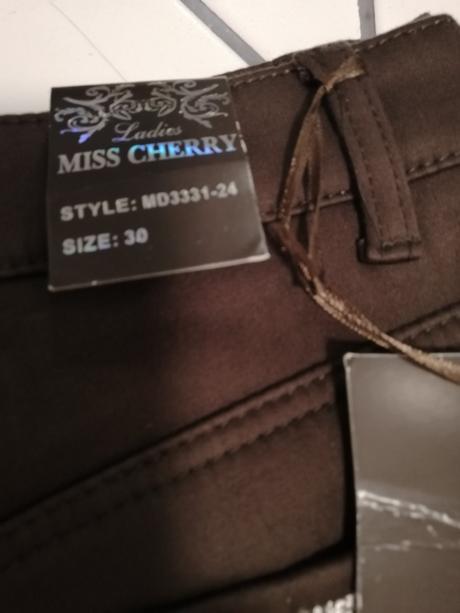 Ladies
MISS CHERRY
STYLE: MD3331-24
SIZE: 30